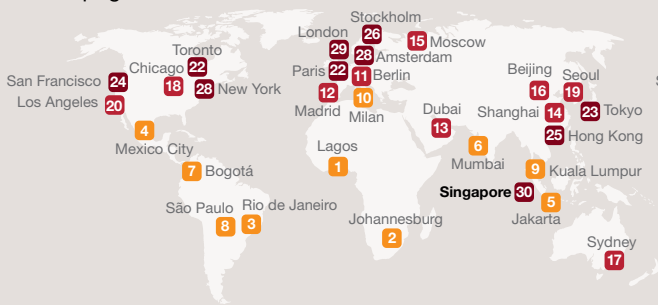 Stockholm
26
London
29
15
Moscow
Toronto
22
28
Amsterdam
Chicago
18
Paris
22
11
Berlin
San Francisco
24
28
New York
Beijing
16
Seoul
19
Los Angeles
20
12
Madrid
10
Milan
Dubai
13
Shanghai
14
23
Tokyo
4
Mexico City
25
Hong Kong
Lagos
1
6
Mumbai
7
Bogotá
9
Kuala Lumpur
Singapore
30
5
Jakarta
São Paulo
8
Rio de Janeiro
3
Johannesburg
2
Sydney
17